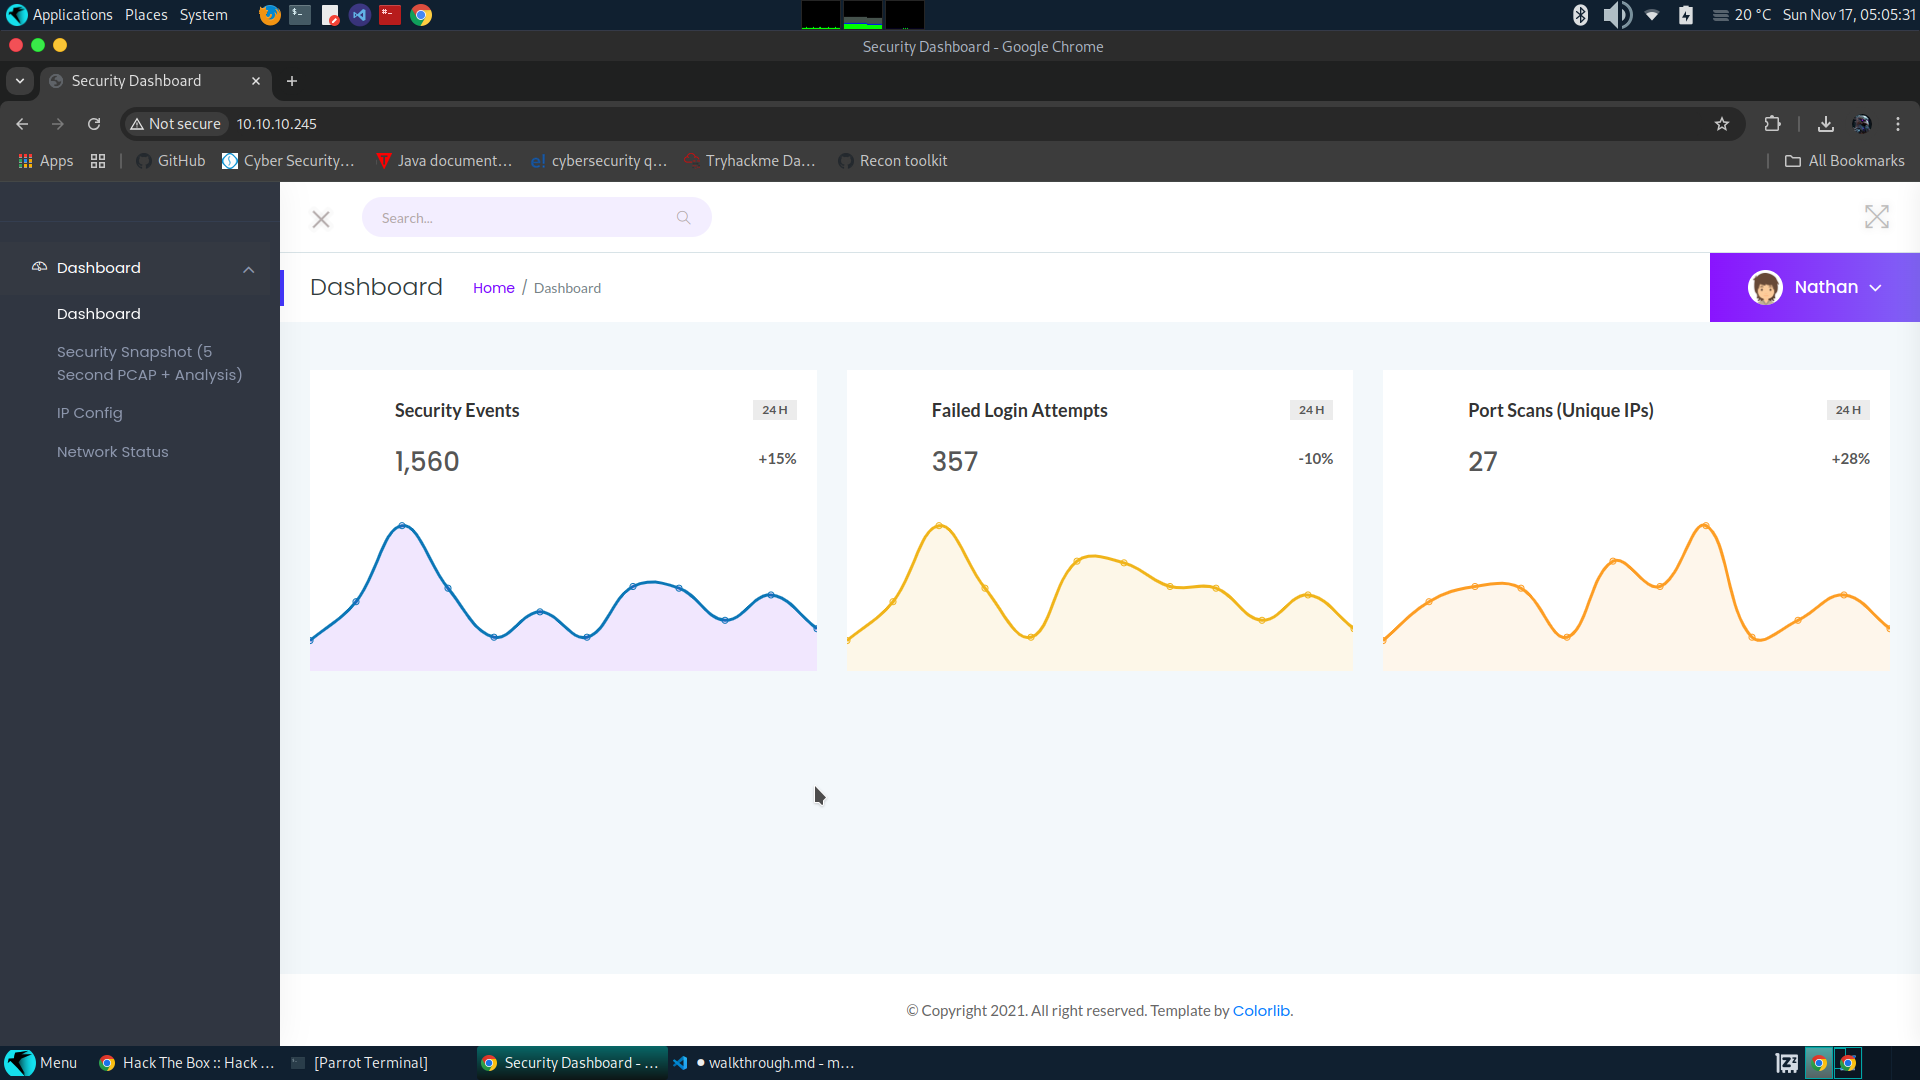 Applications Places System
20 °C Sun Nov 17, 05:05:31
Security Dashboard - Google Chrome
Security Dashboard
Not secure 10.10.10.245
Apps GitHub Cyber Security... Java document... cybersecurity q... Tryhackme Da... Recon toolkit All Bookmarks
Search...
Dashboard
Dashboard
Security Snapshot (5
Second PCAP + Analysis)
IP Config
Network Status
Dashboard Home / Dashboard
Nathan
Security Events 24 H
1,560 +15%
Failed Login Attempts 24 H
357 -10%
Port Scans (Unique IPs) 24 H
27 +28%
© Copyright 2021. All right reserved. Template by Colorlib.
Menu Hack The Box :: Hack ... [Parrot Terminal] Security Dashboard - ... ● walkthrough.md - m...